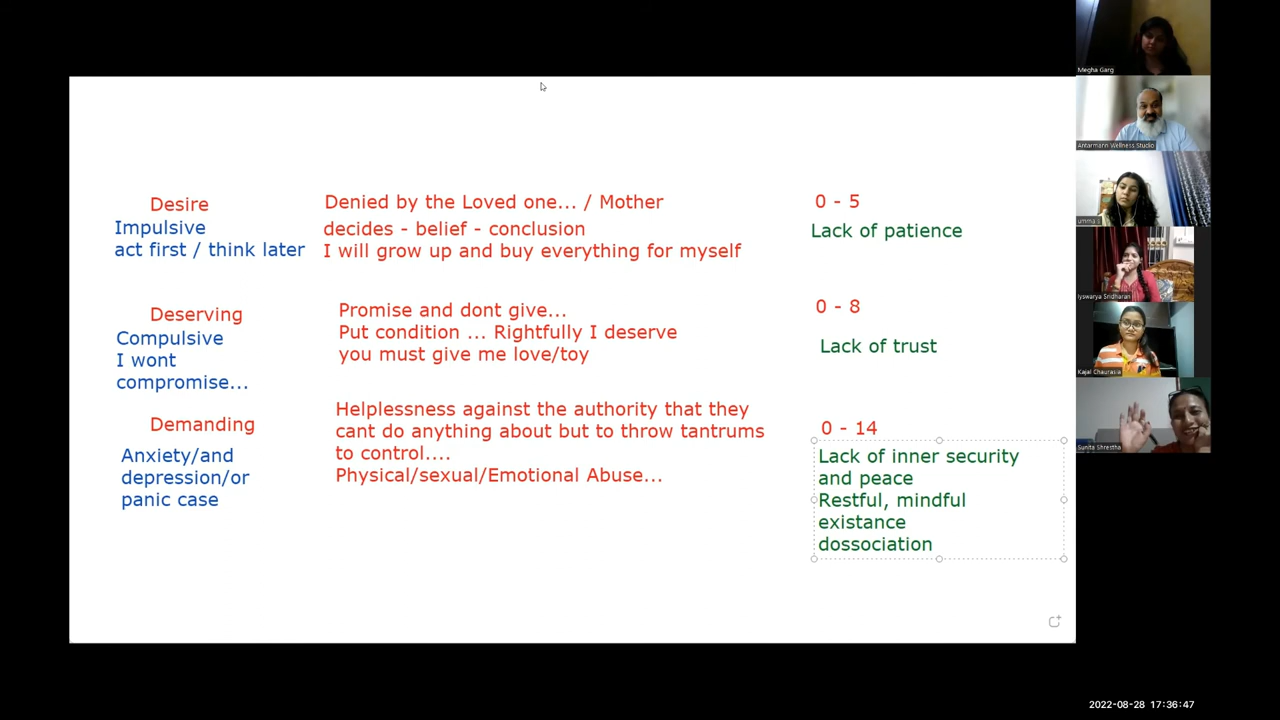 Desire
Impulsive
act first / think later
Denied by the Loved one... / Mother
decides - belief - conclusion
I will grow up and buy everything for myself
0 - 5
Lack of patience
Deserving
Compulsive
I wont
compromise...
Promise and dont give...
Put condition ... Rightfully I deserve
you must give me love/toy
0 - 8
Lack of trust
Demanding
Anxiety/and
depression/or
panic case
Helplessness against the authority that they
cant do anything about but to throw tantrums
to control....
Physical/sexual/Emotional Abuse...
0 - 14
Lack of inner security
and peace
Restful, mindful
existance
dossociation
Megha Garg
Antarmann Wellness Studio
umma s
Iyswarya Sridharan
Kajal Chaurasia
Sunita Shrestha
2022-08-28 17:36:47